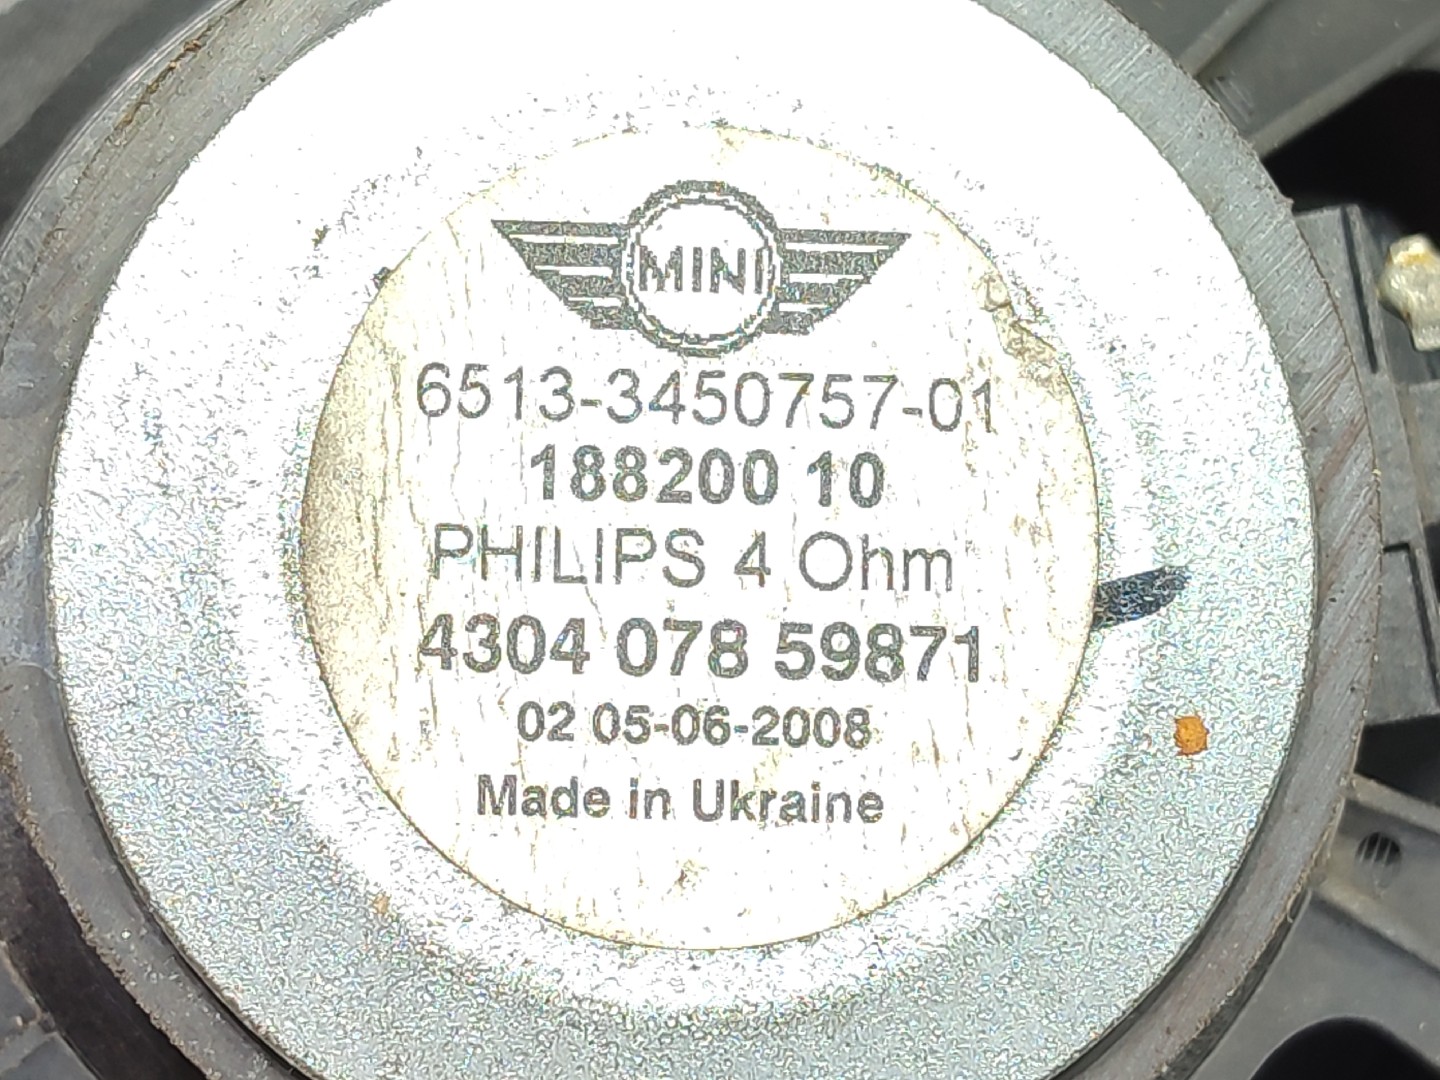 MINI
6513-3450757-01
188200 10
PHILIPS 4 Ohm
4304 078 59871
02 05-06-2008
Made in Ukraine